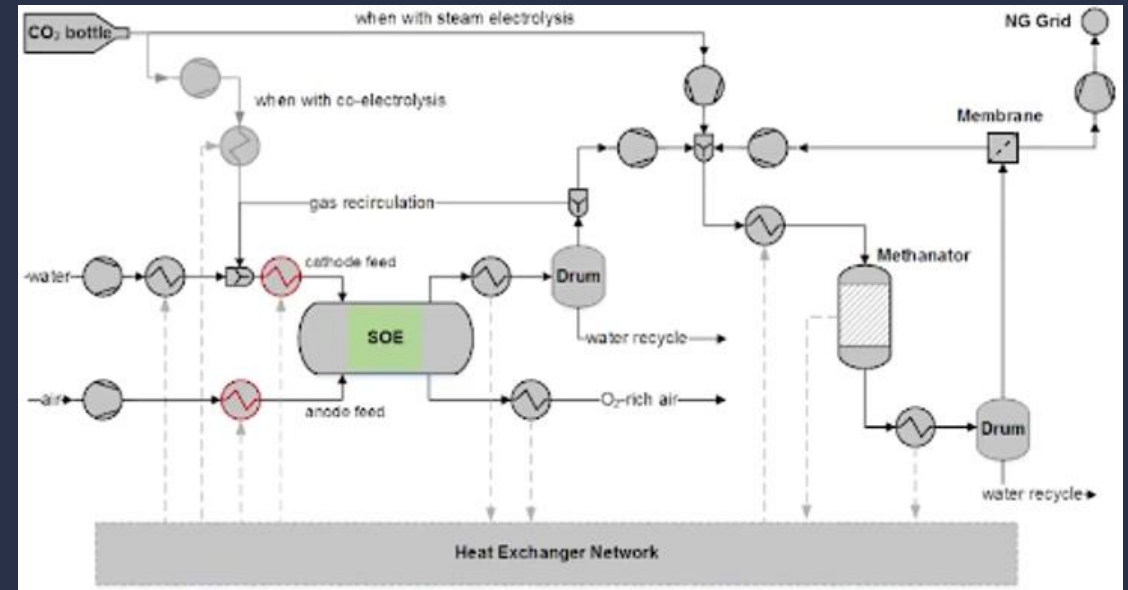 when with steam electrolysis
NG Grid
CO₂ bottle
when with co-electrolysis
Membrane
gas recirculation
Methanator
cathode feed
water
Drum
SOE
water recycle
air
O₂-rich air
anode feed
Drum
water recycle
Heat Exchanger Network